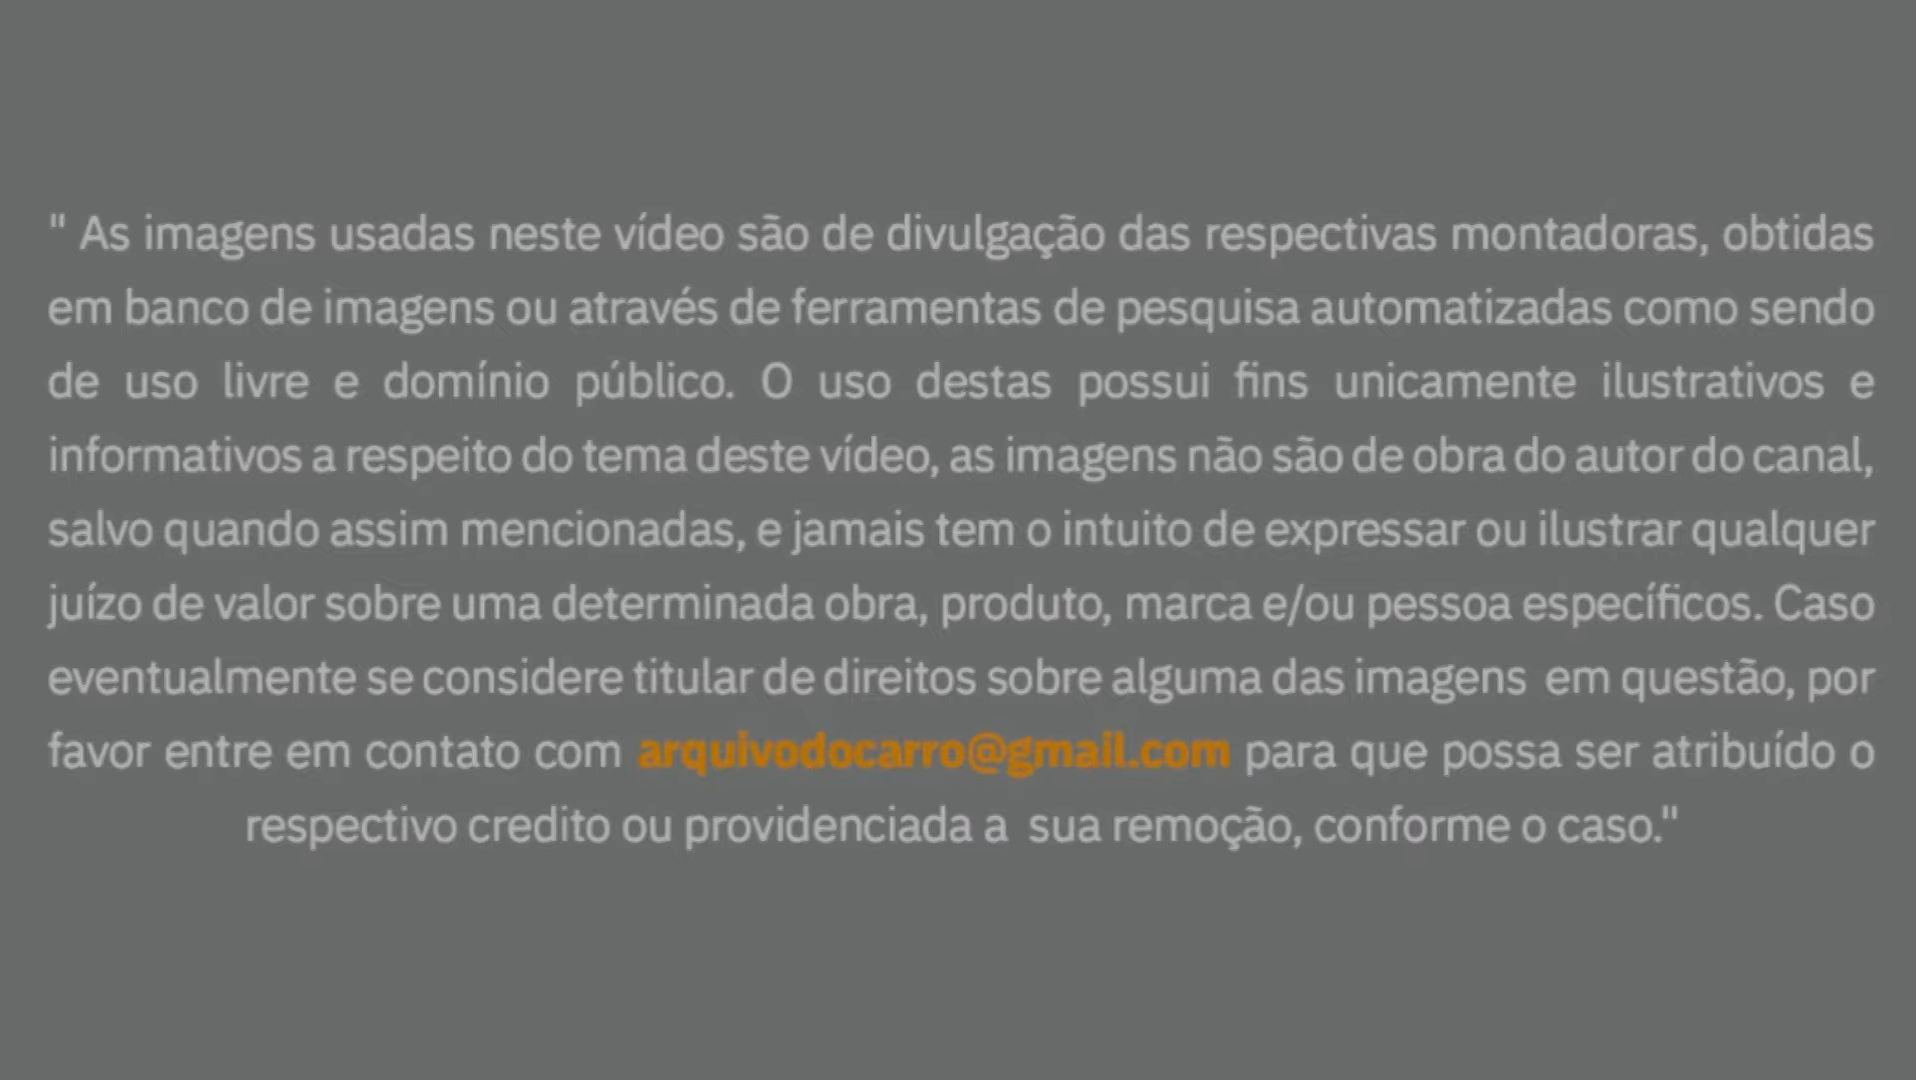 " As imagens usadas neste vídeo são de divulgação das respectivas montadoras, obtidas
em banco de imagens ou através de ferramentas de pesquisa automatizadas como sendo
de uso livre e domínio público. O uso destas possui fins unicamente ilustrativos e
informativos a respeito do tema deste vídeo, as imagens não são de obra do autor do canal,
salvo quando assim mencionadas, e jamais tem o intuito de expressar ou ilustrar qualquer
juízo de valor sobre uma determinada obra, produto, marca e/ou pessoa específicos. Caso
eventualmente se considere titular de direitos sobre alguma das imagens em questão, por
favor entre em contato com arquivodocarro@gmail.com para que possa ser atribuído o
respectivo credito ou providenciada a sua remoção, conforme o caso."